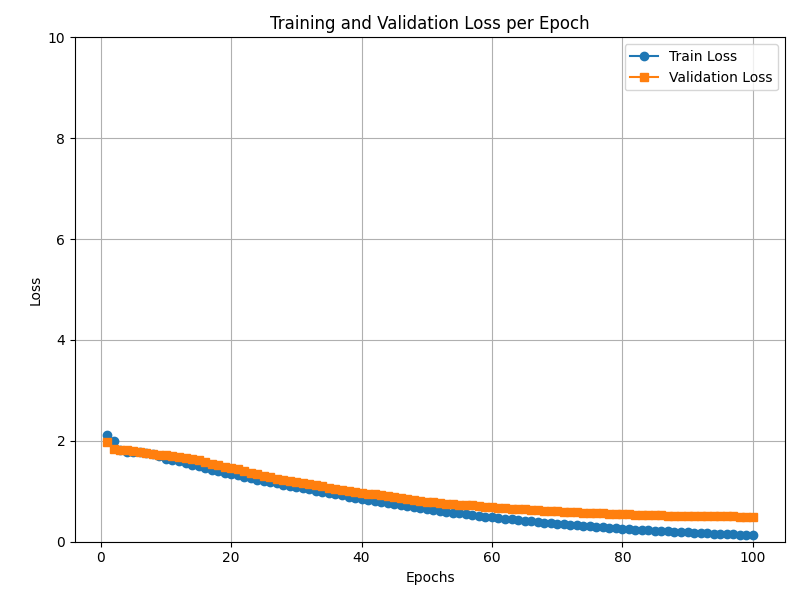 Training and Validation Loss per Epoch
10
8
6
4
2
0
Loss
Train Loss
Validation Loss
0 20 40 60 80 100
Epochs